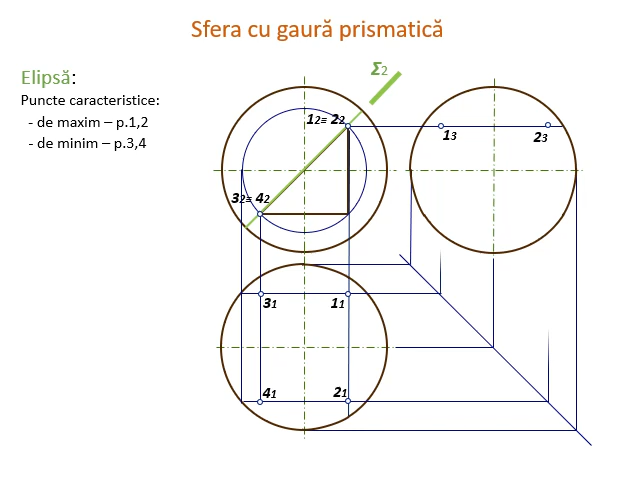 Sfera cu gaură prismatică
Elipsă:
Puncte caracteristice:
- de maxim – p.1,2
- de minim – p.3,4
Σ2
12≡ 22
13
23
32≡ 42
31
11
41
21